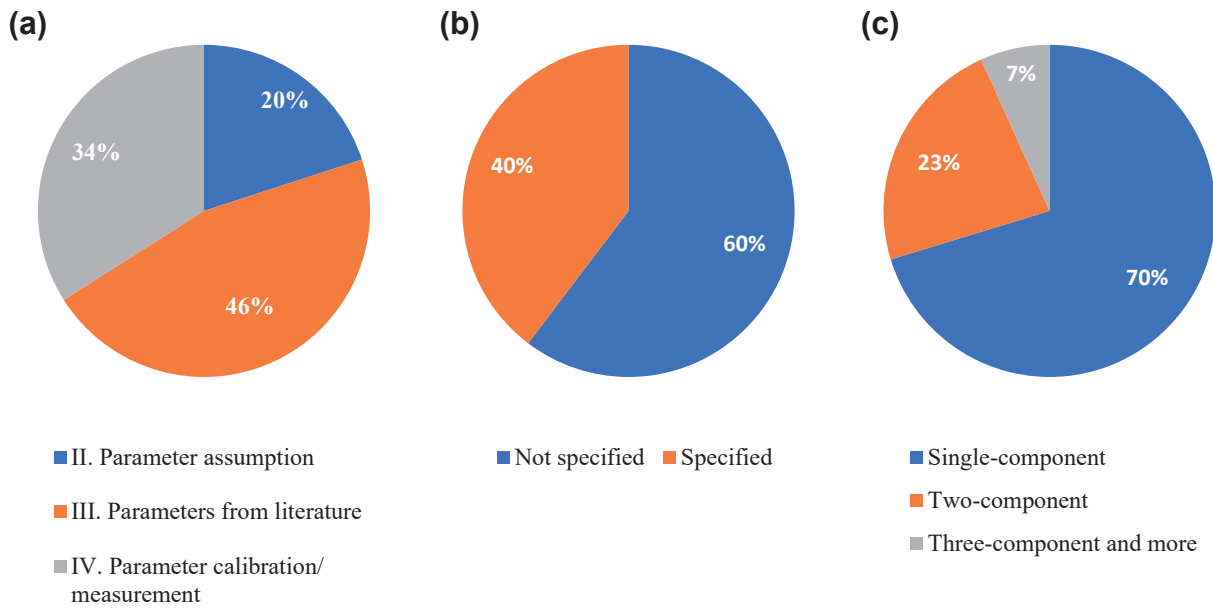 (a)
20%
34%
46%
II. Parameter assumption
III. Parameters from literature
IV. Parameter calibration/
measurement
(b)
40%
60%
Not specified
Specified
(c)
7%
23%
70%
Single-component
Two-component
Three-component and more